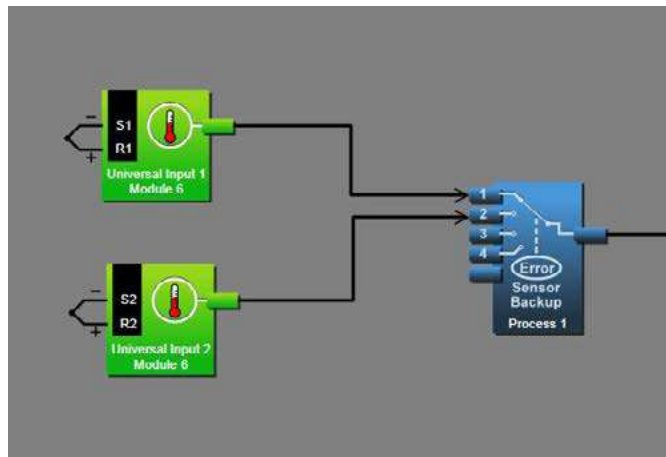 S1
R1
Universal Input 1
Module 6
S2
R2
Universal Input 2
Module 6
1
2
3
4
Error
Sensor
Backup
Process 1